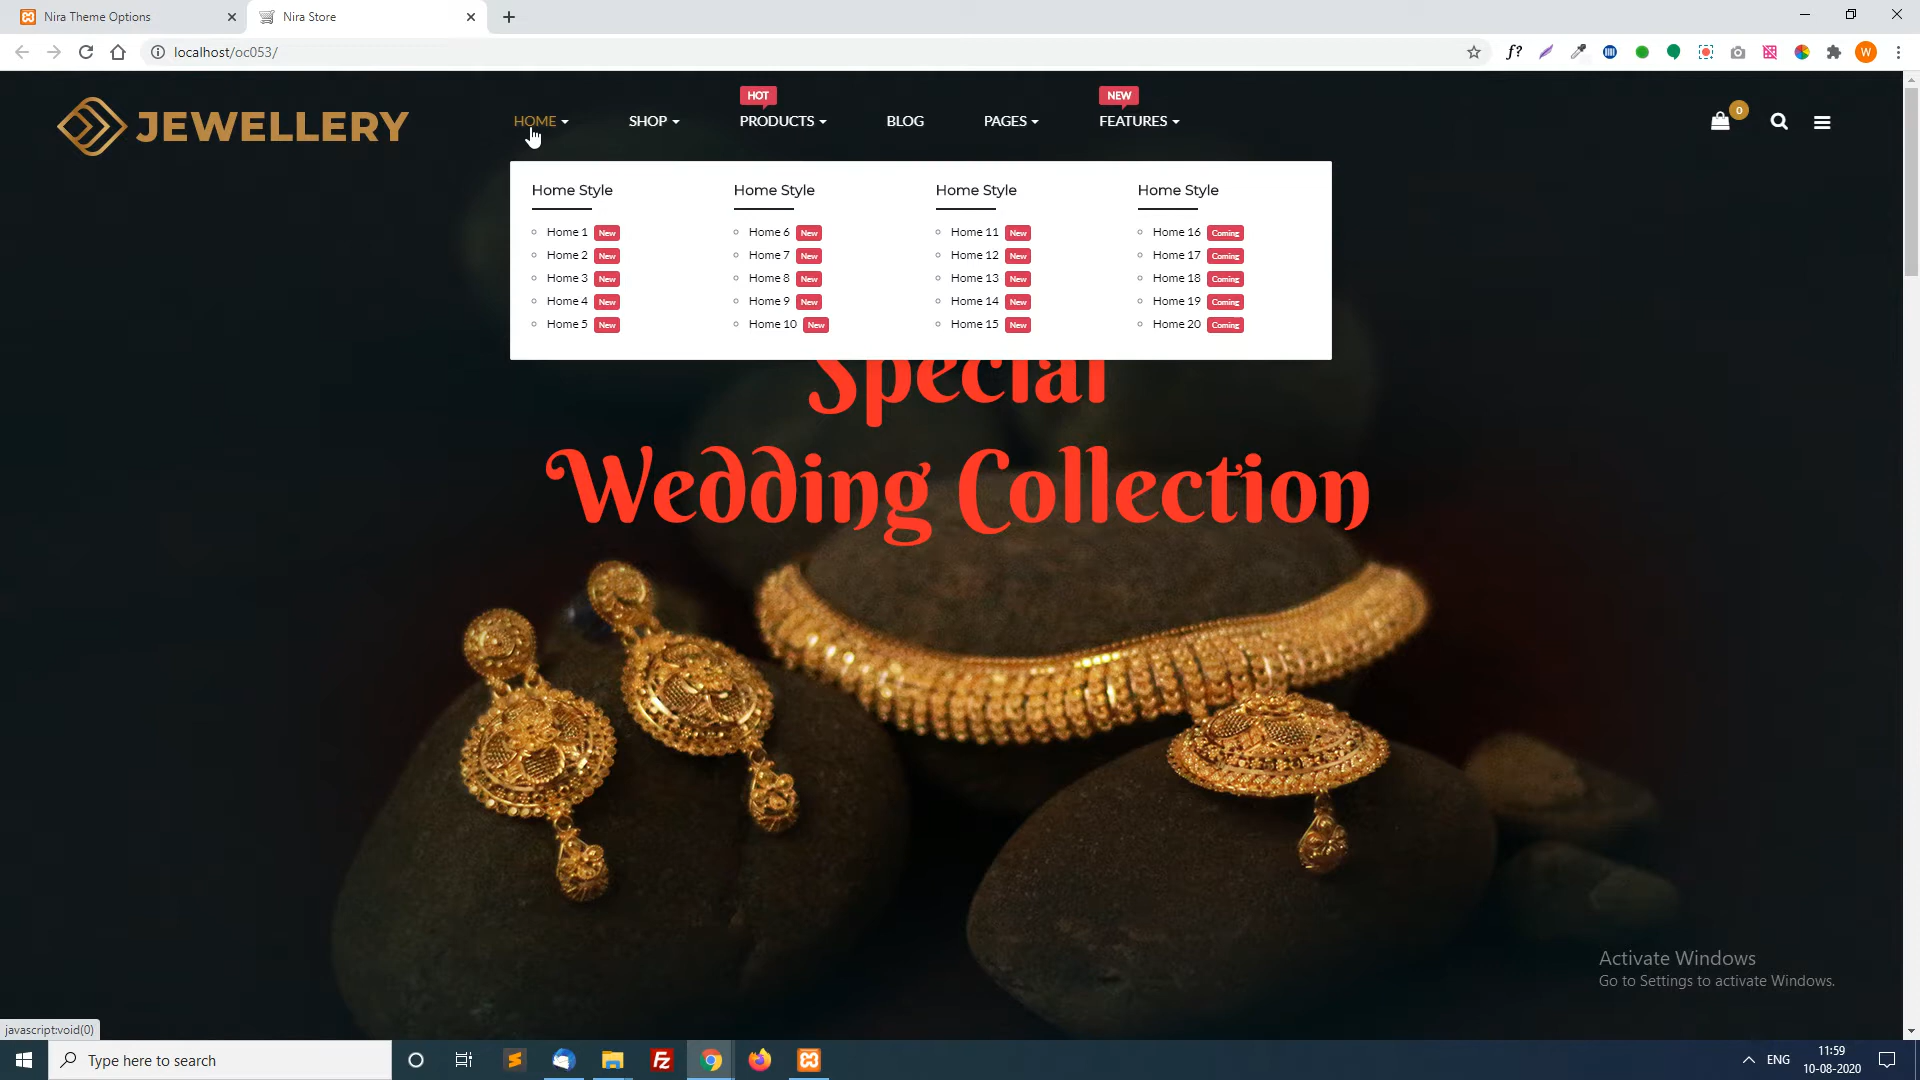 Nira Theme Options
Nira Store
localhost/oc053/
f?
W
JEWELLERY
HOME
SHOP
HOT
PRODUCTS
BLOG
PAGES
NEW
FEATURES
0
Home Style
Home 1 New
Home 2 New
Home 3 New
Home 4 New
Home 5 New
Home Style
Home 6 New
Home 7 New
Home 8 New
Home 9 New
Home 10 New
Home Style
Home 11 New
Home 12 New
Home 13 New
Home 14 New
Home 15 New
Home Style
Home 16 Coming
Home 17 Coming
Home 18 Coming
Home 19 Coming
Home 20 Coming
Special
Wedding Collection
Activate Windows
Go to Settings to activate Windows.
javascript:void(0)
Type here to search
Fz
ENG
11:59
10-08-2020